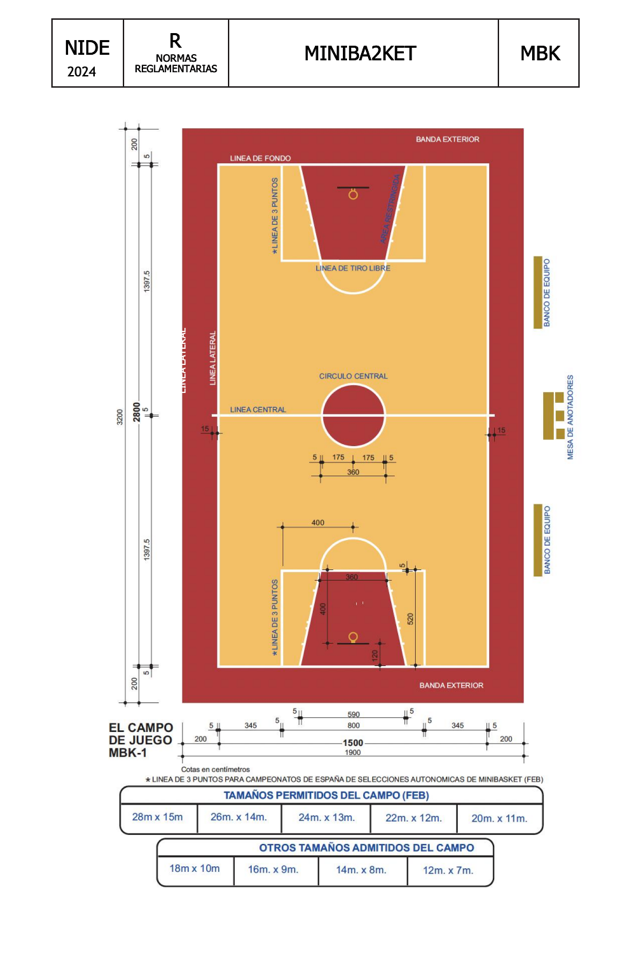 NIDE
2024
R
NORMAS
REGLAMENTARIAS
MINIBA2KET
MBK
BANDA EXTERIOR
LINEA DE FONDO
200
5
★LINEA DE 3 PUNTOS
AREA RESTRINGIDA
LINEA DE TIRO LIBRE
BANCO DE EQUIPO
1397.5
LINEA LATERAL
LINEA LATERAL
CIRCULO CENTRAL
LINEA CENTRAL
MESA DE ANOTADORES
3200
2800
5
15
15
5 175 175 5
360
400
BANCO DE EQUIPO
1397.5
★LINEA DE 3 PUNTOS
360
5
400
520
120
200
5
BANDA EXTERIOR
EL CAMPO
DE JUEGO
MBK-1
5 590 5
5 345 5 800 5 345 5
200 1500 200
1900
Cotas en centímetros
★ LINEA DE 3 PUNTOS PARA CAMPEONATOS DE ESPAÑA DE SELECCIONES AUTONOMICAS DE MINIBASKET (FEB)
TAMAÑOS PERMITIDOS DEL CAMPO (FEB)
28m x 15m 26m. x 14m. 24m. x 13m. 22m. x 12m. 20m. x 11m.
OTROS TAMAÑOS ADMITIDOS DEL CAMPO
18m x 10m 16m. x 9m. 14m. x 8m. 12m. x 7m.